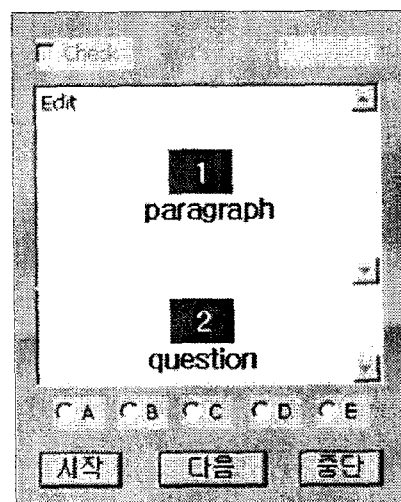 Check
Edit
1
paragraph
2
question
A B C D E
시작 다음 중단